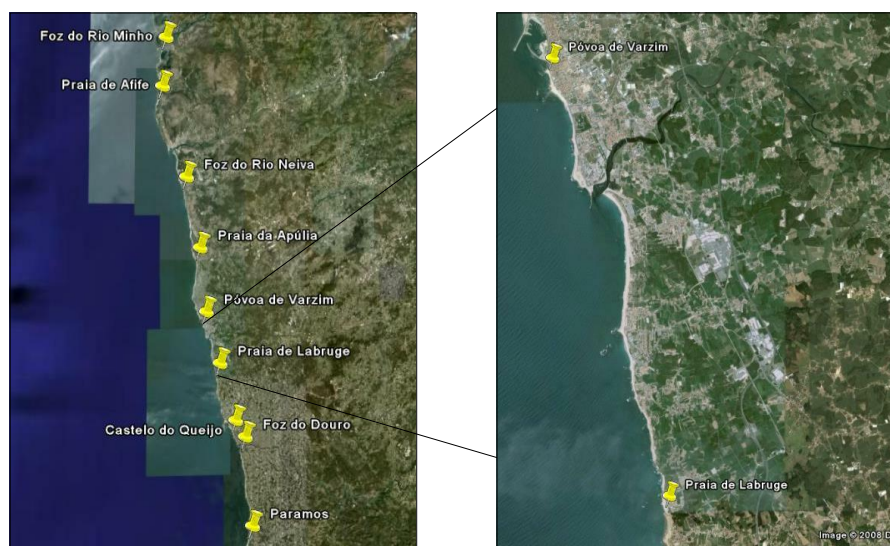 Foz do Rio Minho
Praia de Afife
Foz do Rio Neiva
Praia da Apúlia
Póvoa de Varzim
Praia de Labruge
Castelo do Queijo
Foz do Douro
Paramos
Póvoa de Varzim
Praia de Labruge
Image © 2008 D